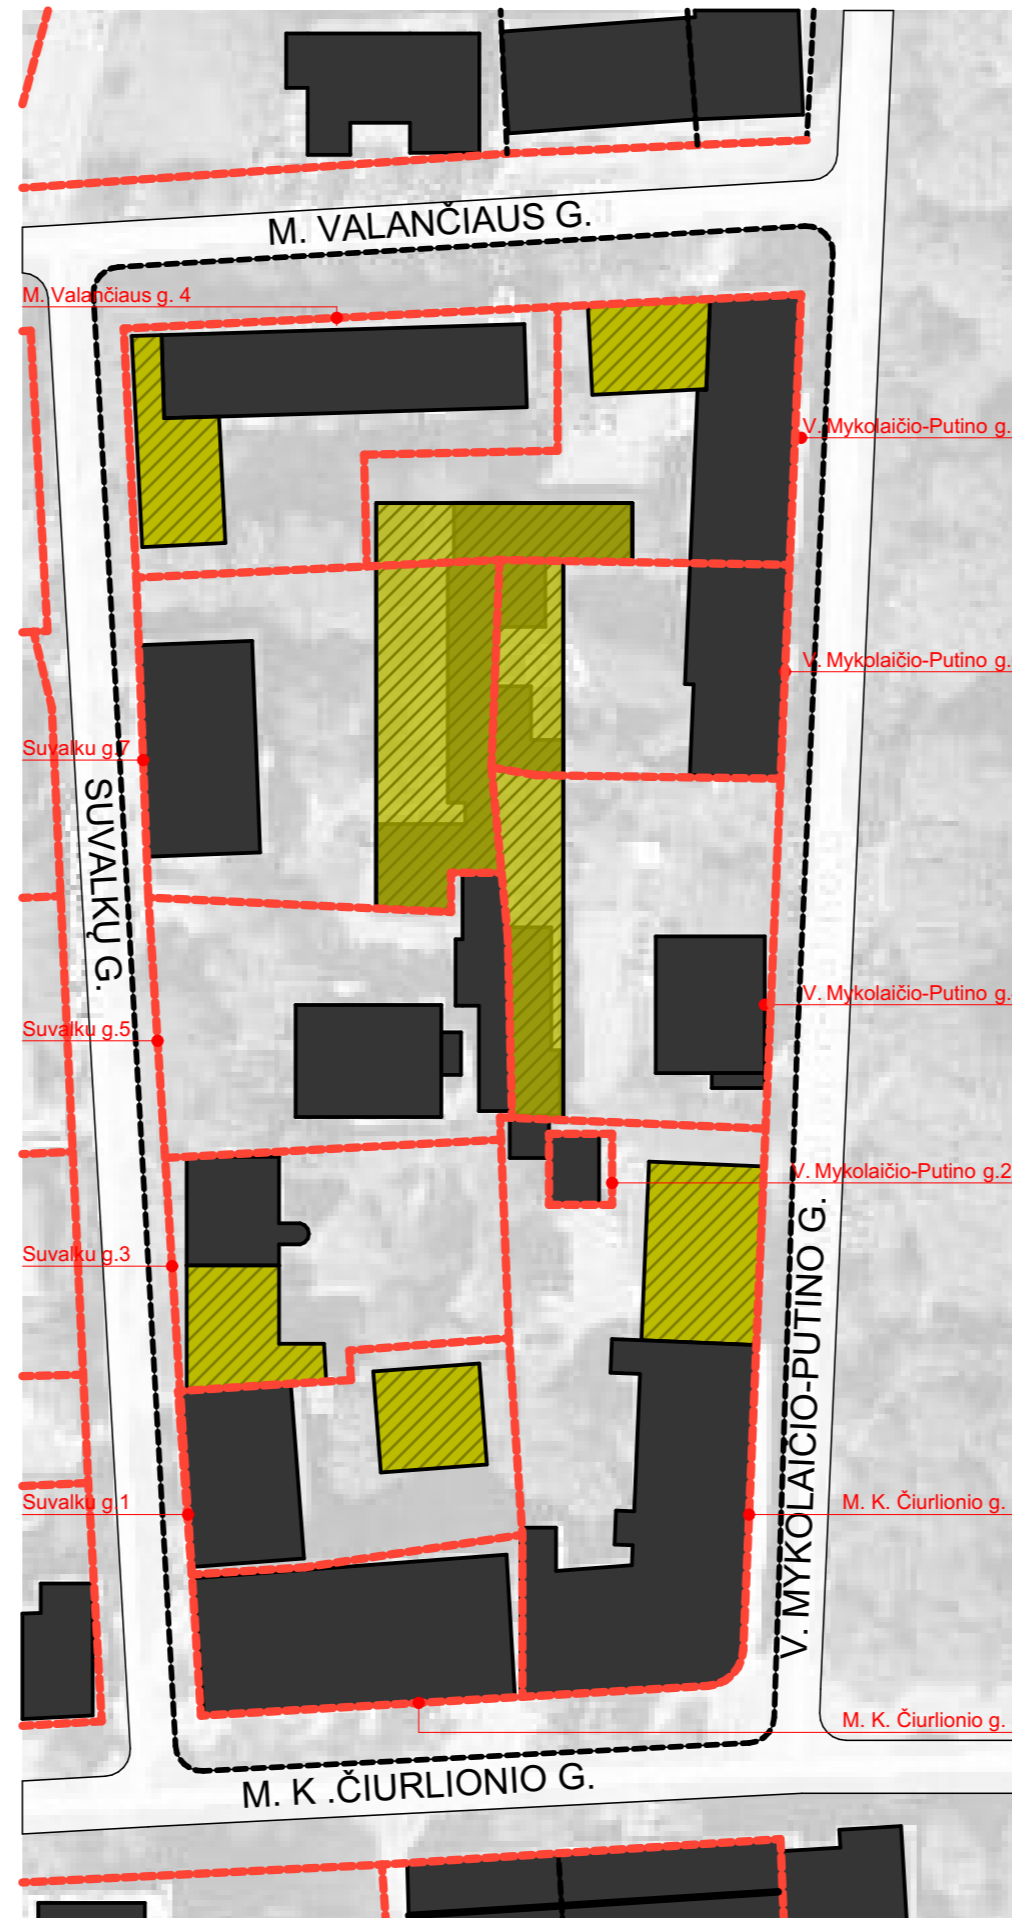 M. VALANČIAUS G.
M. Valančiaus g. 4
V. Mykolaičio-Putino g.
V. Mykolaičio-Putino g.
Suvalku g.7
SUVALKŲ G.
V. Mykolaičio-Putino g.
Suvalku g.5
V. Mykolaičio-Putino g.2
Suvalku g.3
V. MYKOLAICIO-PUTINO G.
Suvalku g.1
M. K. Čiurlionio g.
M. K. Čiurlionio g.
M. K .ČIURLIONIO G.